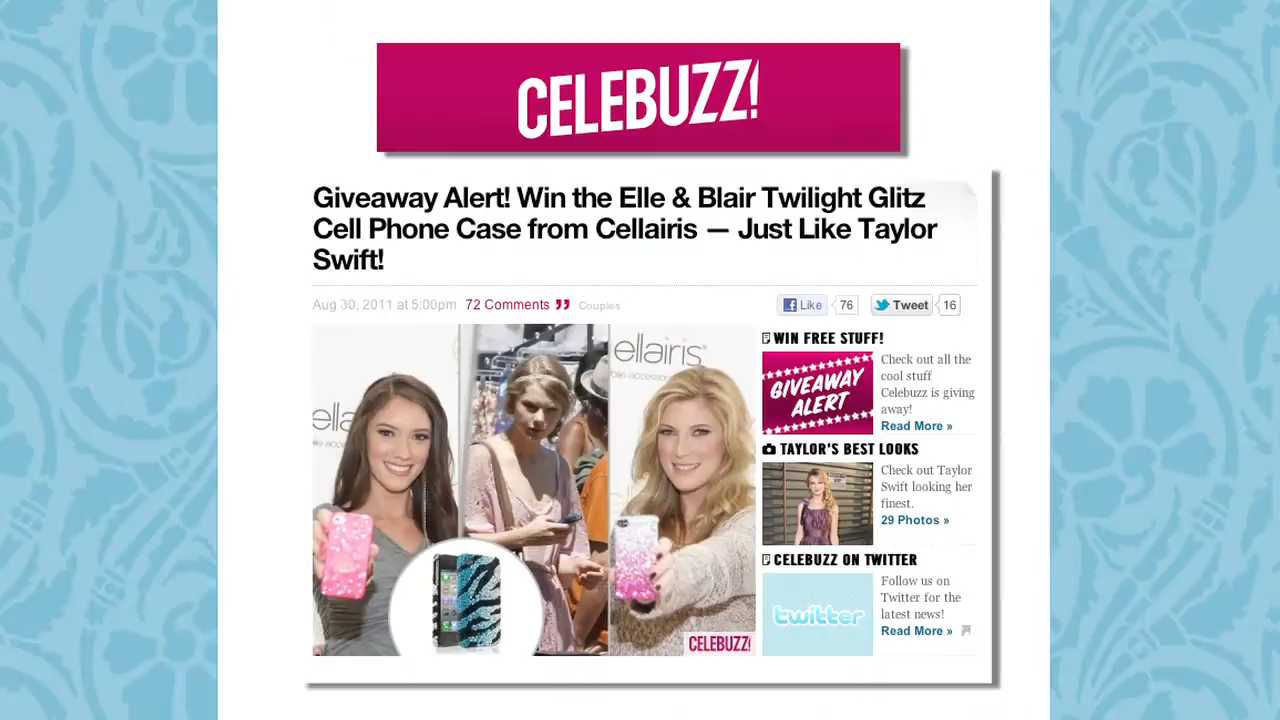 CELEBUZZ!
Giveaway Alert! Win the Elle & Blair Twilight Glitz
Cell Phone Case from Cellairis — Just Like Taylor
Swift!
Aug 30, 2011 at 5:00pm 72 Comments Couples
Like 76 Tweet 16
ella
ellairis
WIN FREE STUFF!
GIVEAWAY
ALERT
Check out all the
cool stuff
Celebuzz is giving
away!
Read More »
TAYLOR'S BEST LOOKS
Check out Taylor
Swift looking her
finest.
29 Photos »
CELEBUZZ ON TWITTER
twitter
Follow us on
Twitter for the
latest news!
Read More »
CELEBUZZ!